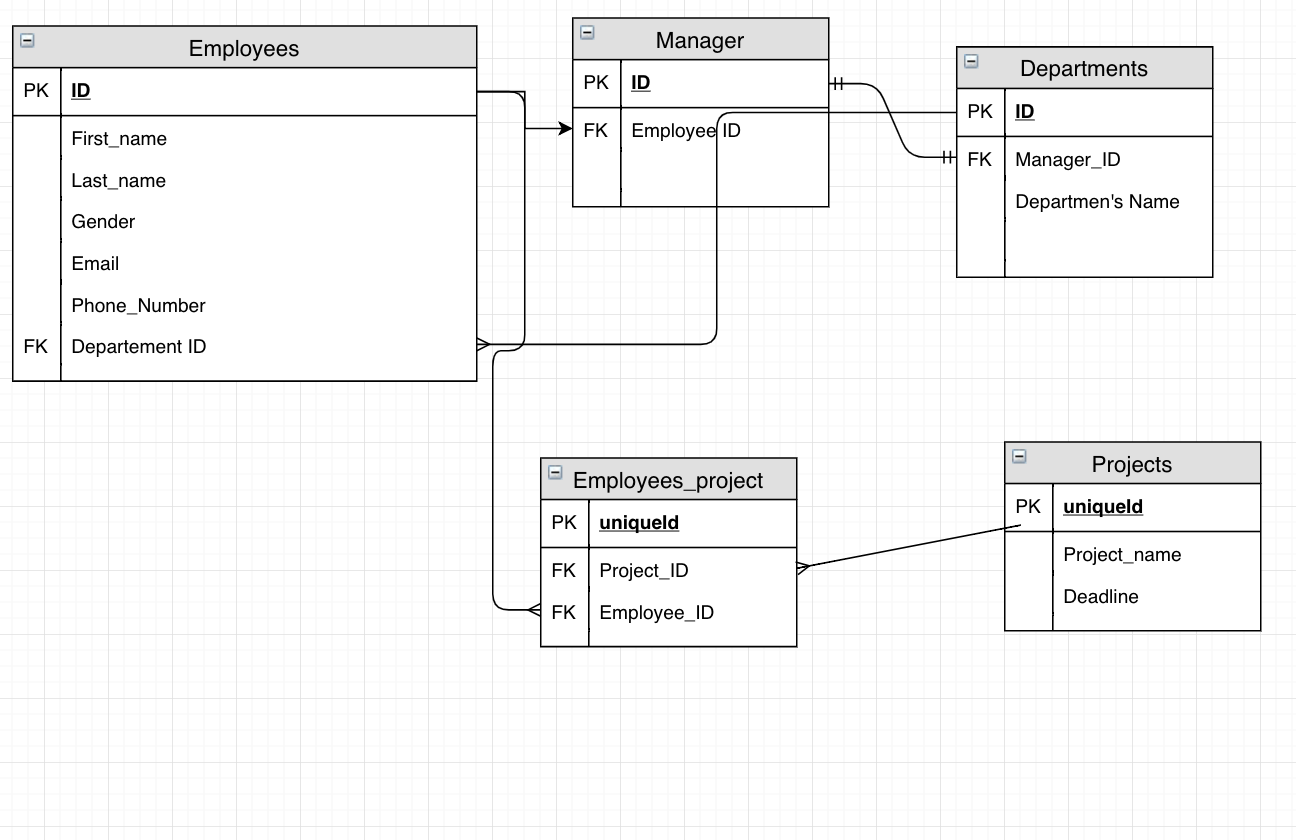 Employees
PK ID
First_name
Last_name
Gender
Email
Phone_Number
FK Departement ID
Manager
PK ID
FK Employee ID
Departments
PK ID
FK Manager_ID
Departmen's Name
Employees_project
PK uniqueId
FK Project_ID
FK Employee_ID
Projects
PK uniqueId
Project_name
Deadline